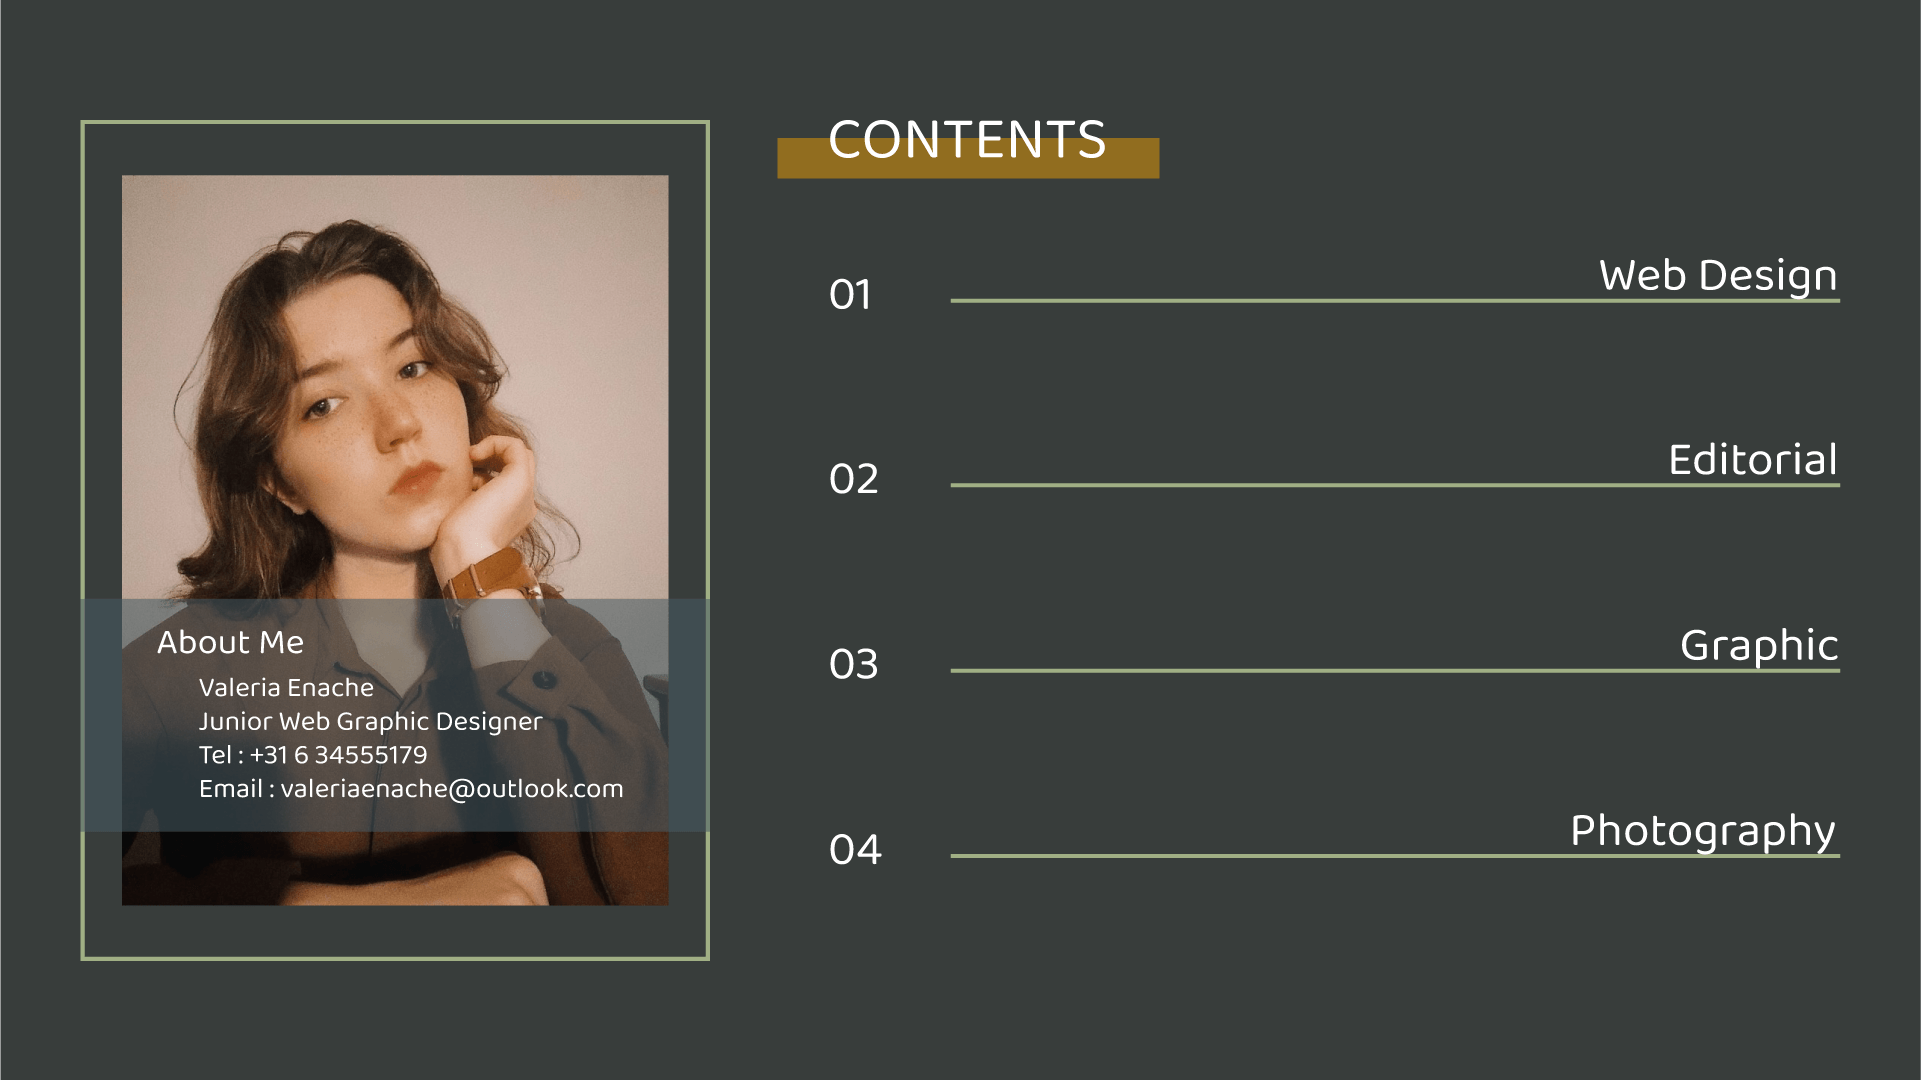 About Me
Valeria Enache
Junior Web Graphic Designer
Tel : +31 6 34555179
Email : valeriaenache@outlook.com
CONTENTS
01 Web Design
02 Editorial
03 Graphic
04 Photography